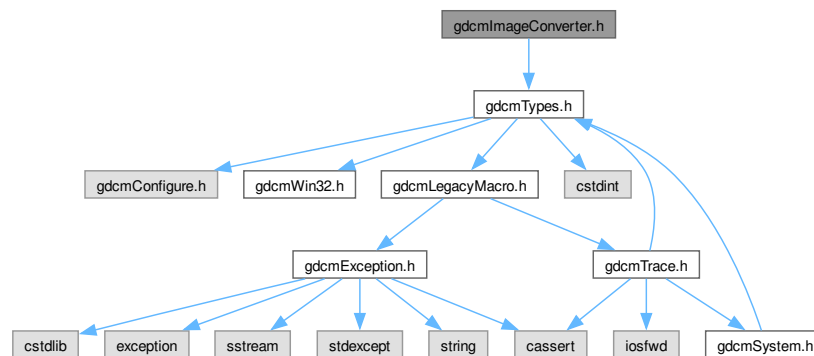 gdcmImageConverter.h
gdcmTypes.h
gdcmConfigure.h
gdcmWin32.h
gdcmLegacyMacro.h
cstdint
gdcmException.h
gdcmTrace.h
cstdlib
exception
sstream
stdexcept
string
cassert
iosfwd
gdcmSystem.h